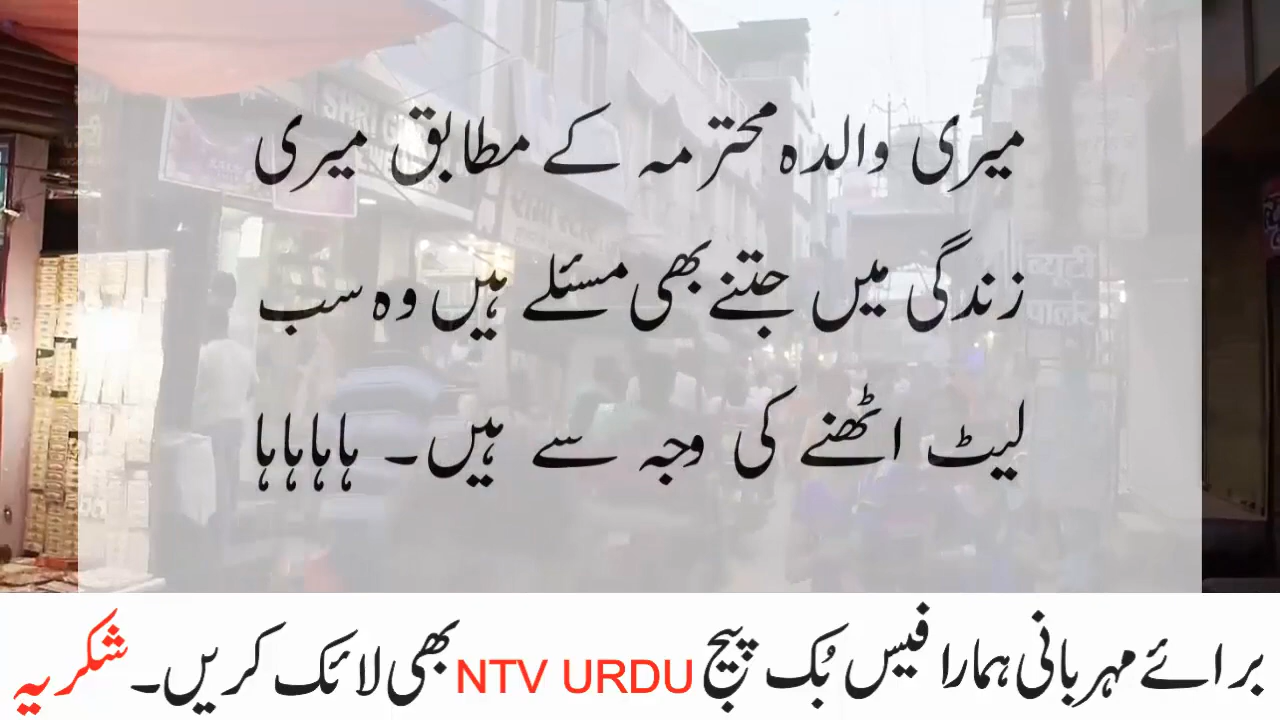 میری والدہ محترمہ کے مطابق میری
زندگی میں جتنے بھی مسئلے ہیں وہ سب
لیٹ اٹھنے کی وجہ سے ہیں۔ ہاہاہاہا
برائے مہربانی ہمارا فیس بُک پیج NTV URDU بھی لائک کریں۔ شکریہ
ब्यूटी
पार्लर